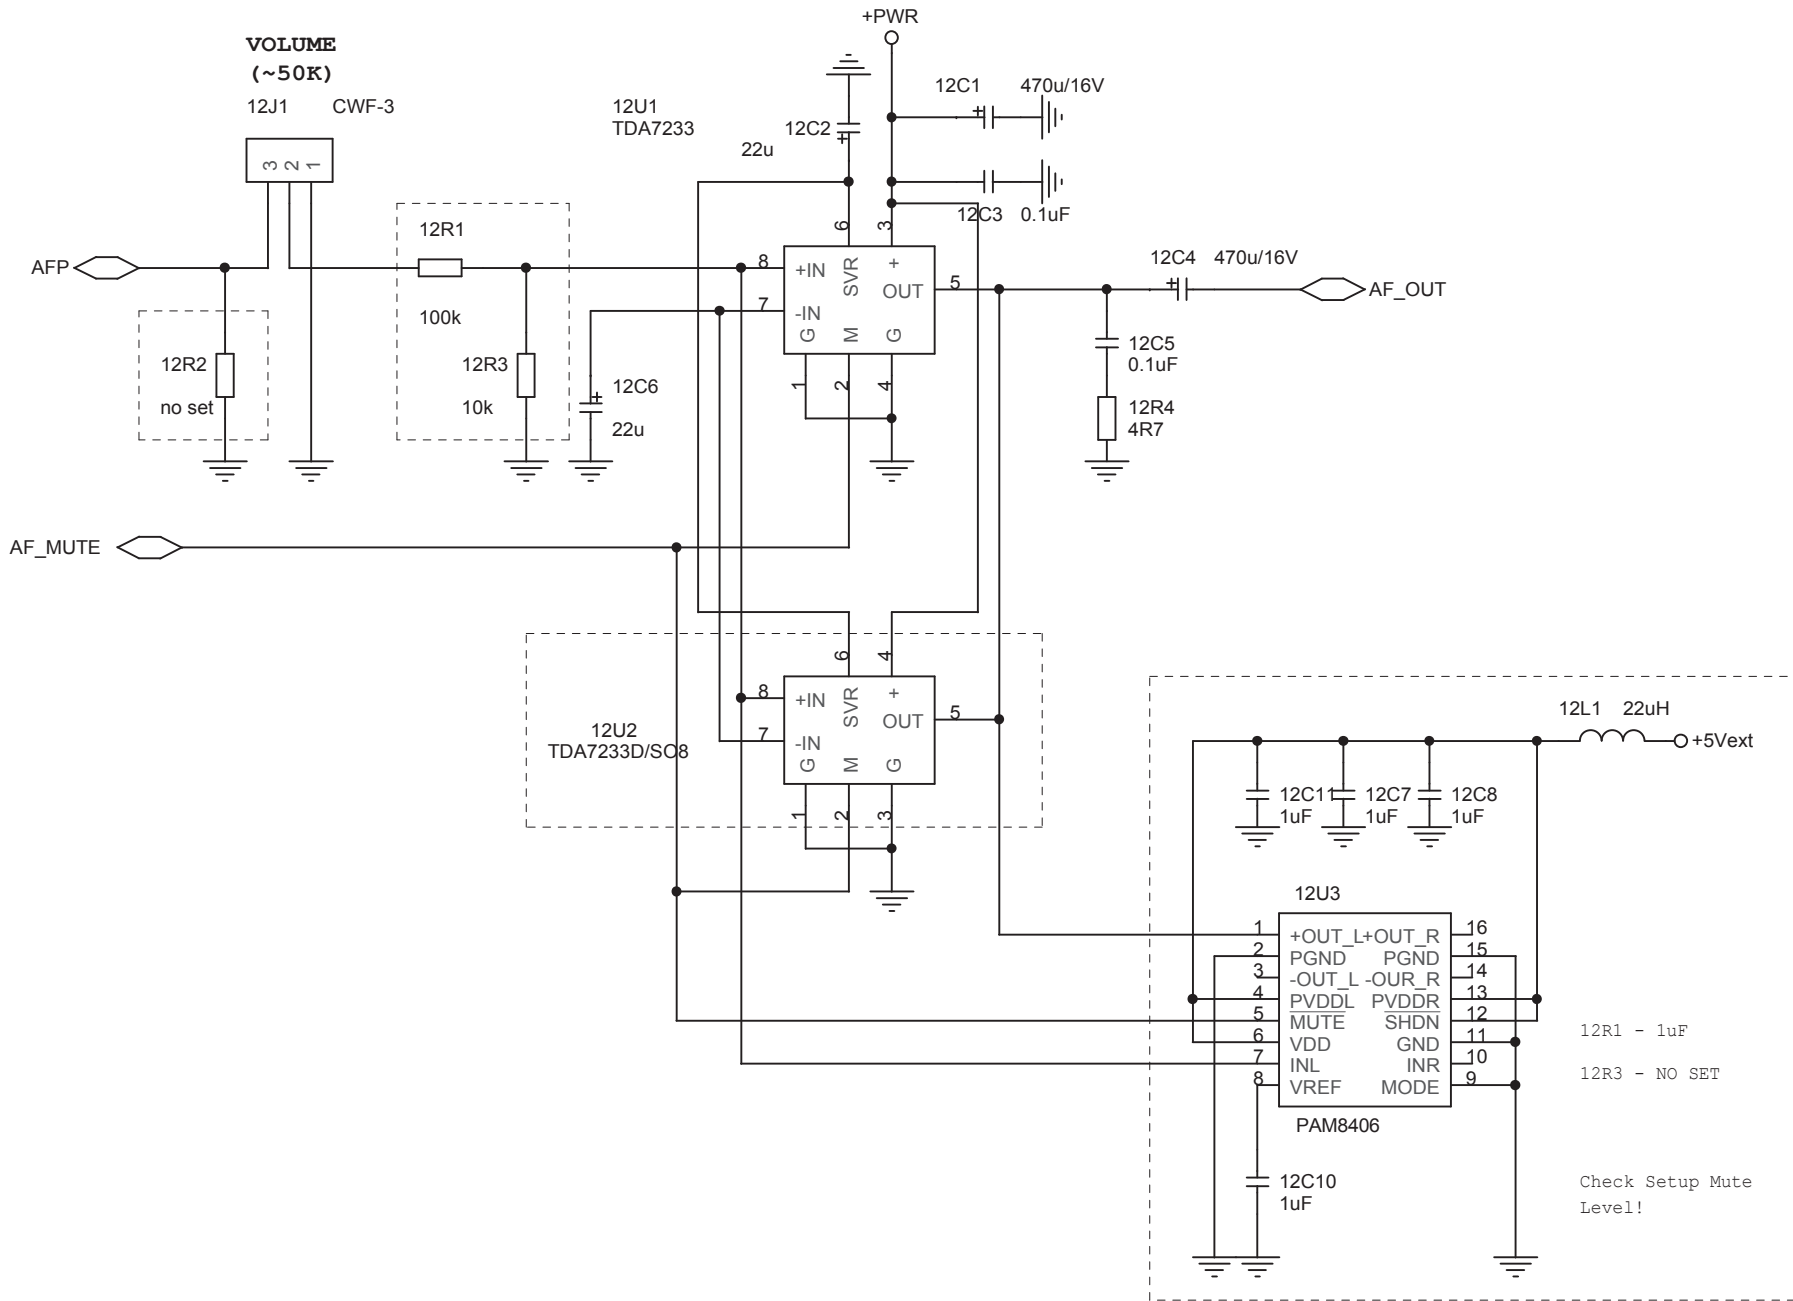 +PWR
VOLUME
(~50K)
12J1 CWF-3
3 2 1
12U1
TDA7233
12C2
22u
12C1 470u/16V
12C3 0.1uF
AFP
12R1
100k
12R2
no set
12R3
10k
12C6
22u
6 3
8 +IN SVR +
OUT 5
7 -IN
G M G
1 2 4
12C4 470u/16V
AF_OUT
12C5
0.1uF
12R4
4R7
AF_MUTE
12U2
TDA7233D/SO8
6 4
8 +IN SVR +
OUT 5
7 -IN
G M G
1 2 3
12L1 22uH
+5Vext
12C11 12C7 12C8
1uF 1uF 1uF
12U3
1 +OUT_L +OUT_R 16
2 PGND PGND 15
3 -OUT_L -OUR_R 14
4 PVDDL PVDDR 13
5 MUTE SHDN 12
6 VDD GND 11
7 INL INR 10
8 VREF MODE 9
PAM8406
12C10
1uF
12R1 - 1uF
12R3 - NO SET
Check Setup Mute
Level!